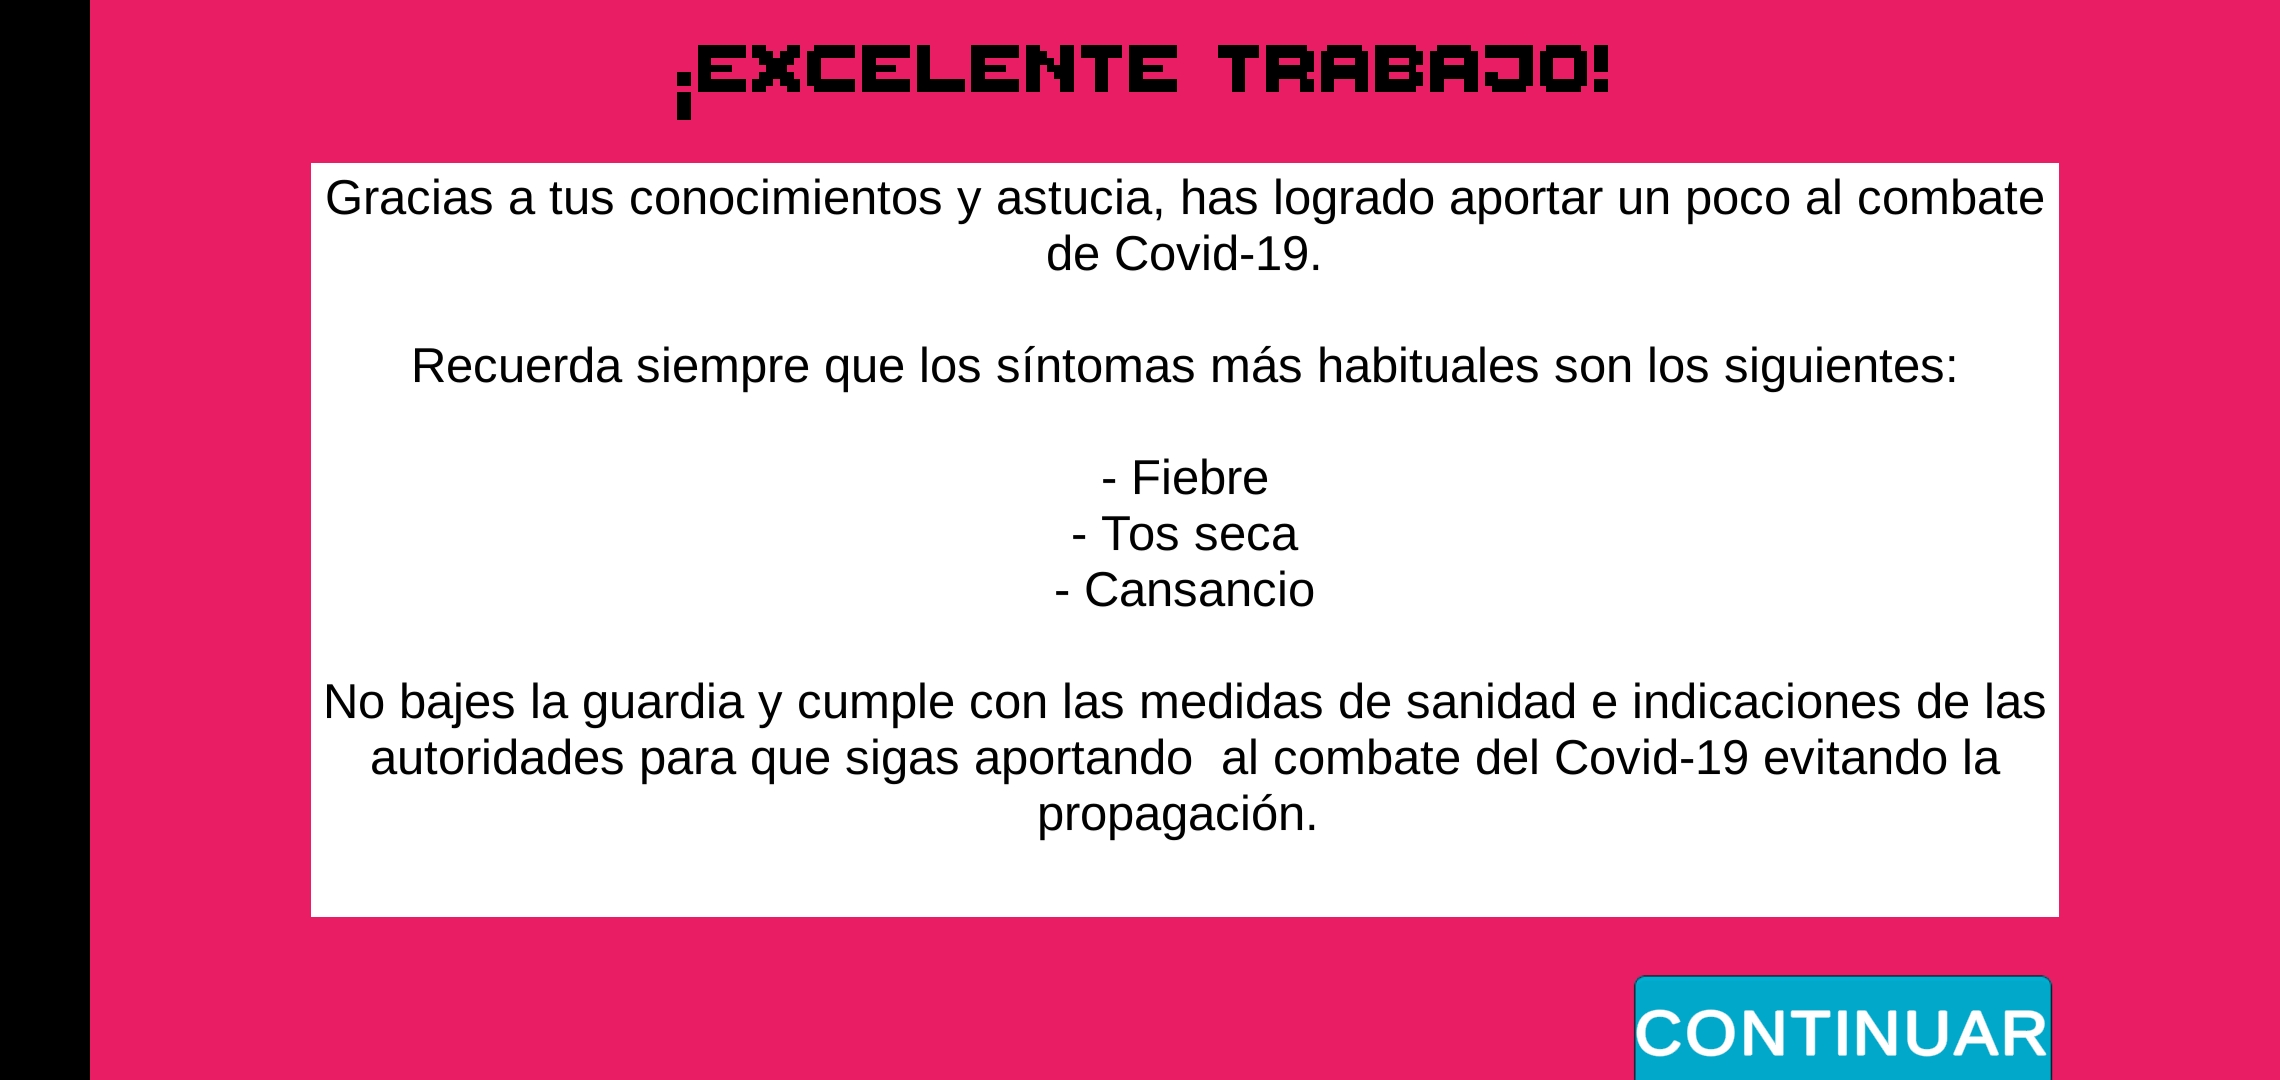 ¡EXCELENTE TRABAJO!
Gracias a tus conocimientos y astucia, has logrado aportar un poco al combate
de Covid-19.
Recuerda siempre que los síntomas más habituales son los siguientes:
- Fiebre
- Tos seca
- Cansancio
No bajes la guardia y cumple con las medidas de sanidad e indicaciones de las
autoridades para que sigas aportando  al combate del Covid-19 evitando la
propagación.
CONTINUAR